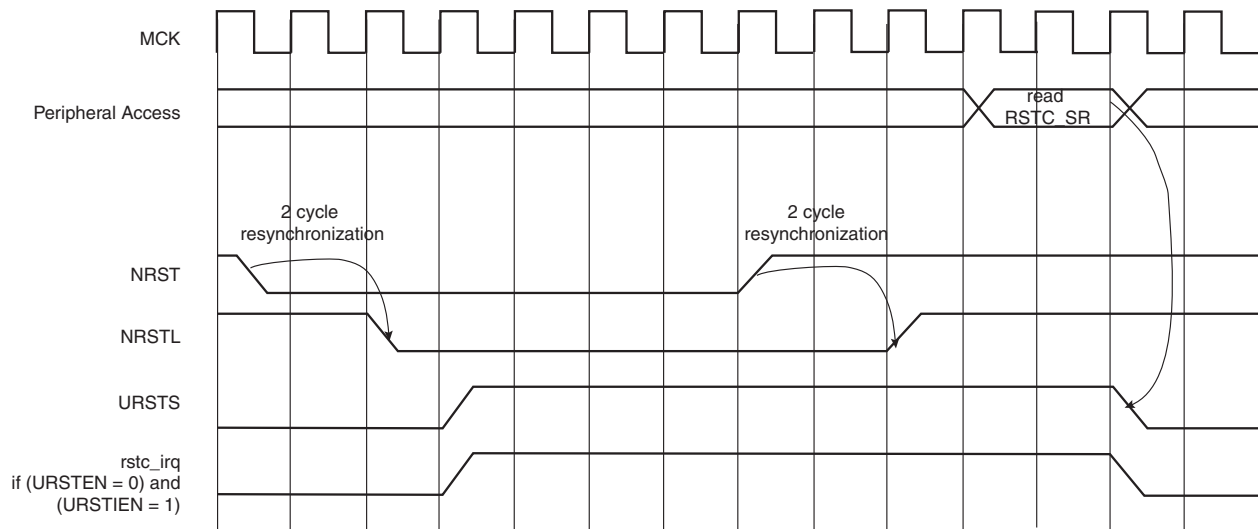 MCK
Peripheral Access
read
RSTC_SR
2 cycle
resynchronization
2 cycle
resynchronization
NRST
NRSTL
URSTS
rstc_irq
if (URSTEN = 0) and
(URSTIEN = 1)